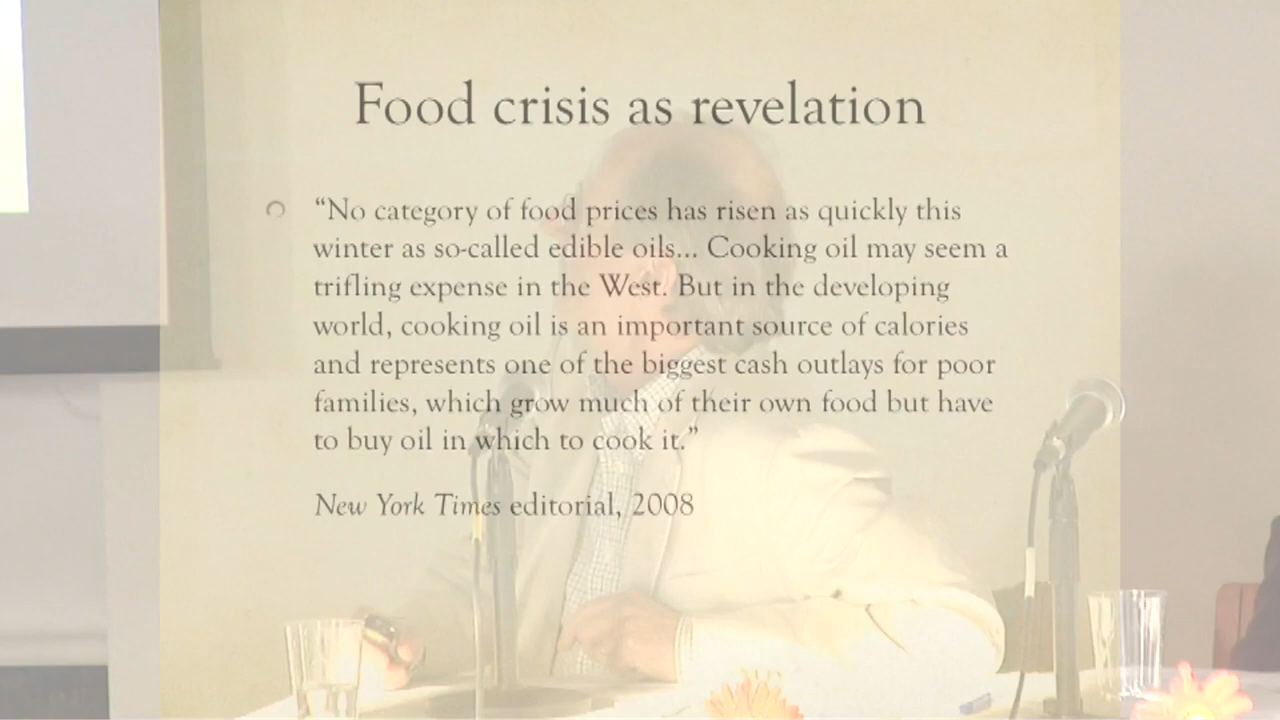 Food crisis as revelation
“No category of food prices has risen as quickly this
winter as so-called edible oils... Cooking oil may seem a
trifling expense in the West. But in the developing
world, cooking oil is an important source of calories
and represents one of the biggest cash outlays for poor
families, which grow much of their own food but have
to buy oil in which to cook it.”
New York Times editorial, 2008